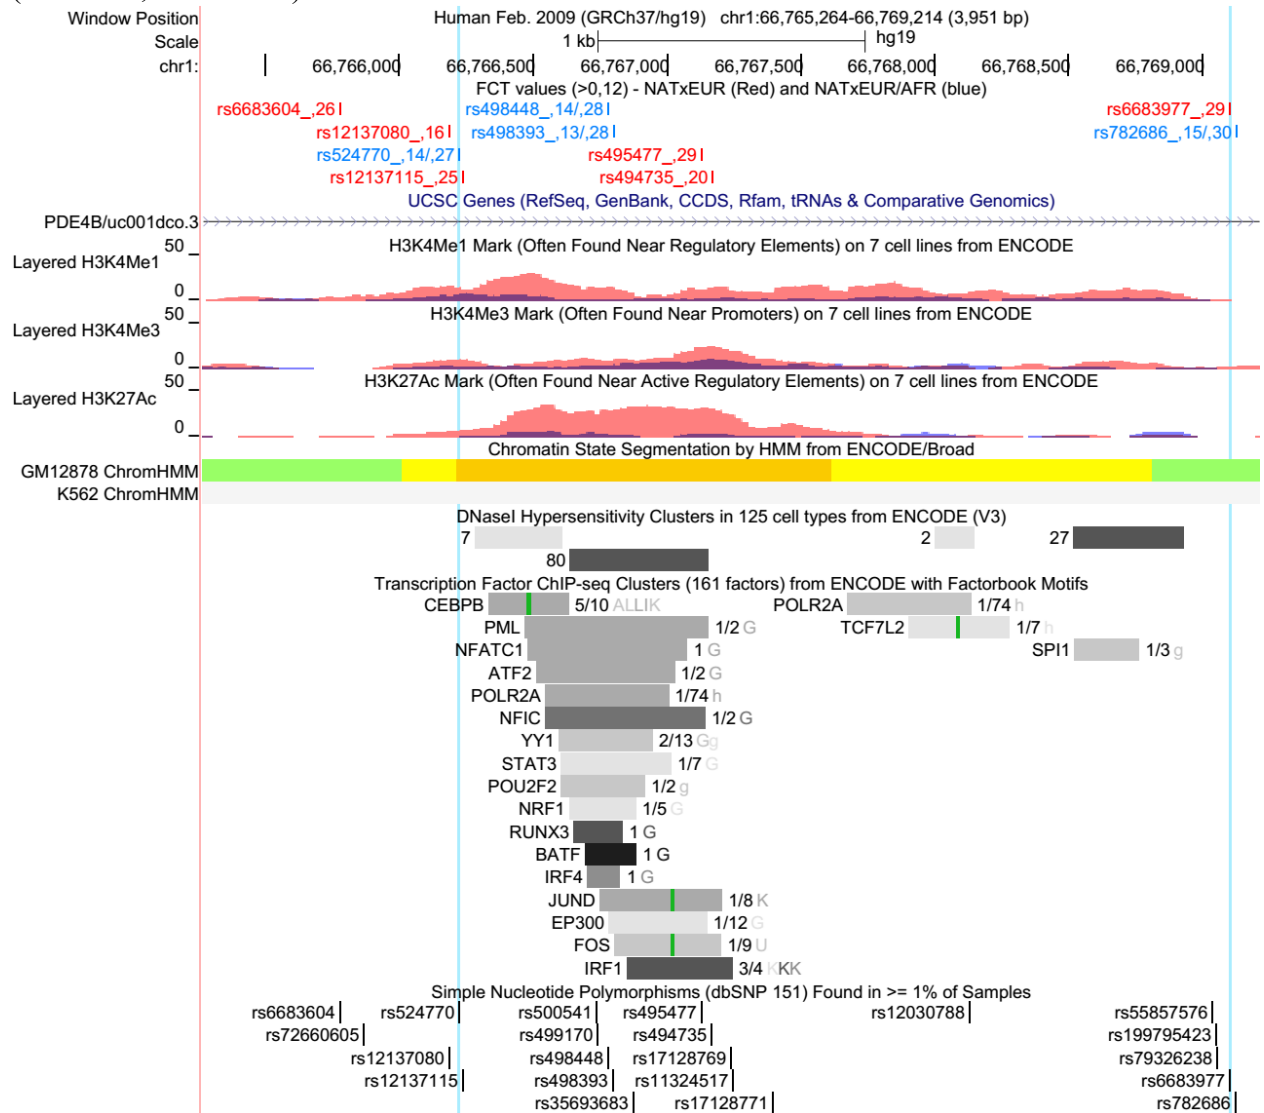 Window Position Human Feb. 2009 (GRCh37/hg19) chr1:66,765,264-66,769,214 (3,951 bp)
Scale 1 kb hg19
chr1: 66,766,000 66,766,500 66,767,000 66,767,500 66,768,000 66,768,500 66,769,000
FCT values (>0,12) - NATxEUR (Red) and NATxEUR/AFR (blue)
rs6683604_,26 rs498448_,14/,28 rs6683977_,29
rs12137080_,16 rs498393_,13/,28 rs782686_,15/,30
rs524770_,14/,27 rs495477_,29
rs12137115_,25 rs494735_,20
UCSC Genes (RefSeq, GenBank, CCDS, Rfam, tRNAs & Comparative Genomics)
PDE4B/uc001dco.3
H3K4Me1 Mark (Often Found Near Regulatory Elements) on 7 cell lines from ENCODE
50
Layered H3K4Me1
0
H3K4Me3 Mark (Often Found Near Promoters) on 7 cell lines from ENCODE
50
Layered H3K4Me3
0
H3K27Ac Mark (Often Found Near Active Regulatory Elements) on 7 cell lines from ENCODE
50
Layered H3K27Ac
0
Chromatin State Segmentation by HMM from ENCODE/Broad
GM12878 ChromHMM
K562 ChromHMM
DNaseI Hypersensitivity Clusters in 125 cell types from ENCODE (V3)
7 2 27
80
Transcription Factor ChIP-seq Clusters (161 factors) from ENCODE with Factorbook Motifs
CEBPB 5/10 ALLIK POLR2A 1/74 h
PML 1/2 G TCF7L2 1/7 h
NFATC1 1 G SPI1 1/3 g
ATF2 1/2 G
POLR2A 1/74 h
NFIC 1/2 G
YY1 2/13 Gg
STAT3 1/7 G
POU2F2 1/2 g
NRF1 1/5 G
RUNX3 1 G
BATF 1 G
IRF4 1 G
JUND 1/8 K
EP300 1/12 G
FOS 1/9 U
IRF1 3/4 KKK
Simple Nucleotide Polymorphisms (dbSNP 151) Found in >= 1% of Samples
rs6683604 rs524770 rs500541 rs495477 rs12030788 rs55857576
rs72660605 rs499170 rs494735 rs199795423
rs12137080 rs498448 rs17128769 rs79326238
rs12137115 rs498393 rs11324517 rs6683977
rs35693683 rs17128771 rs782686